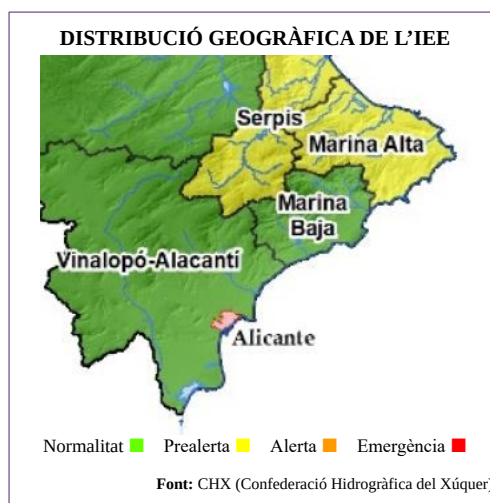 DISTRIBUCIÓ GEOGRÀFICA DE L'IEE
Serpis
Marina Alta
Marina
Baja
Vinalopó-Alacantí
Alicante
Normalitat Prealerta Alerta Emergència
Font: CHX (Confederació Hidrogràfica del Xúquer)